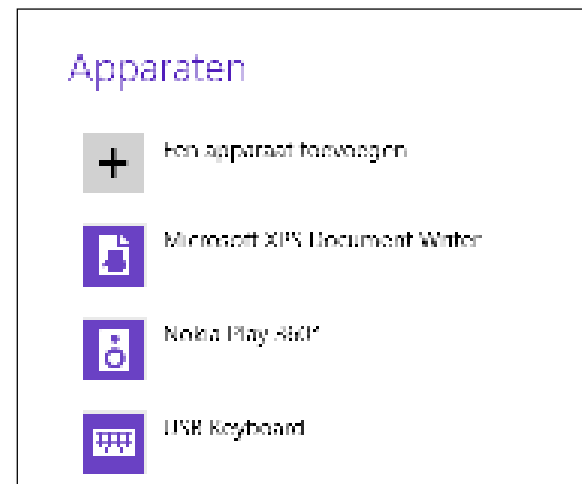 Apparaten
Een apparaat toevoegen
Microsoft XPS Document Writer
Nokia Play 360°
USB Keyboard